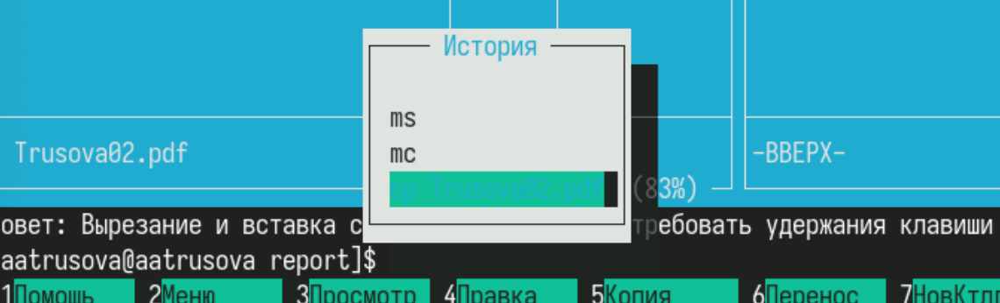 История
ms
mc
cp Trusova02.pdf
Trusova02.pdf
-ВВЕРХ-
(83%)
овет: Вырезание и вставка с требовать удержания клавиши
aatrusova@aatrusova report]$
1Помощь 2Меню 3Просмотр 4Правка 5Копия 6Перенос 7НовКтлг